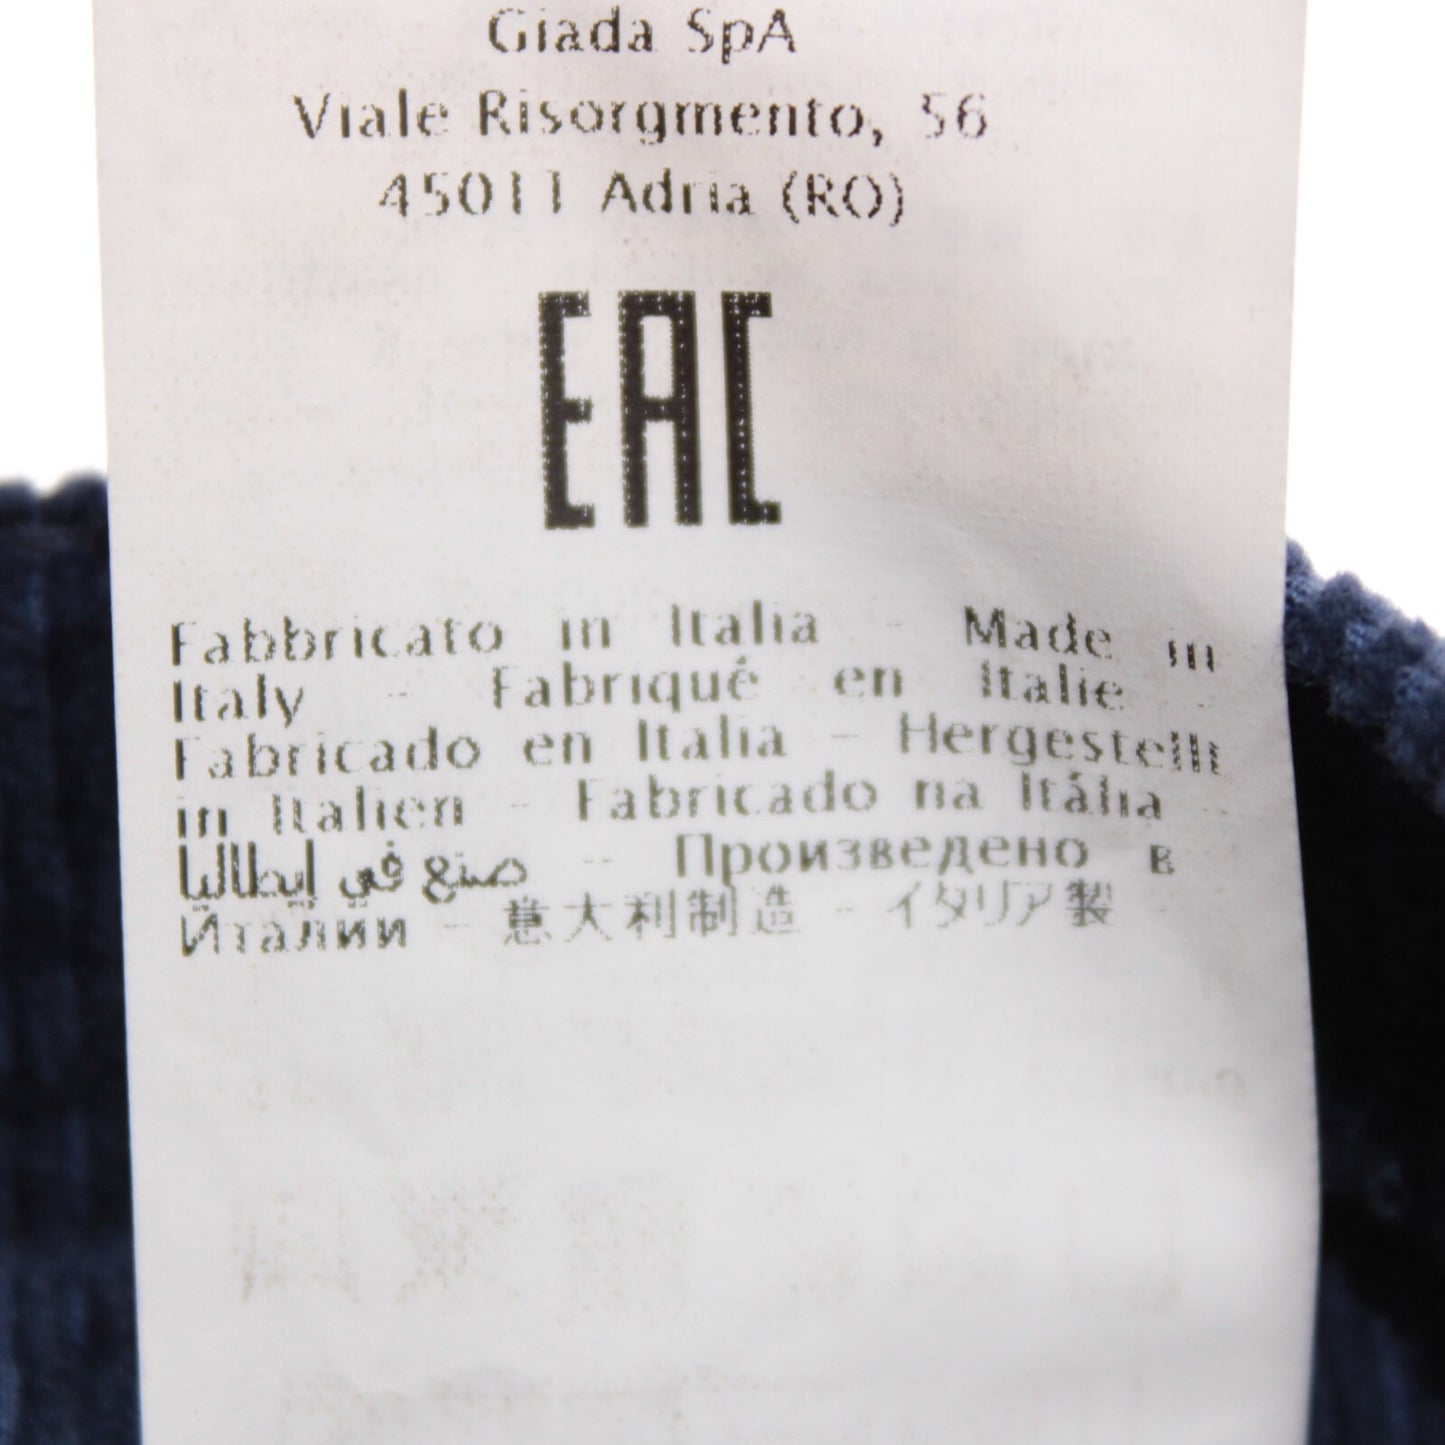 Giada SpA
Viale Risorgmento, 56
45011 Adria (RO)
EAC
Fabbricato in Italia - Made in
Italy - Fabriqué en Italie -
Fabricado en Italia - Hergestellt
in Italien - Fabricado na Itália -
صنع في إيطاليا - Произведено в
Италии - 意大利制造 - イタリア製 -